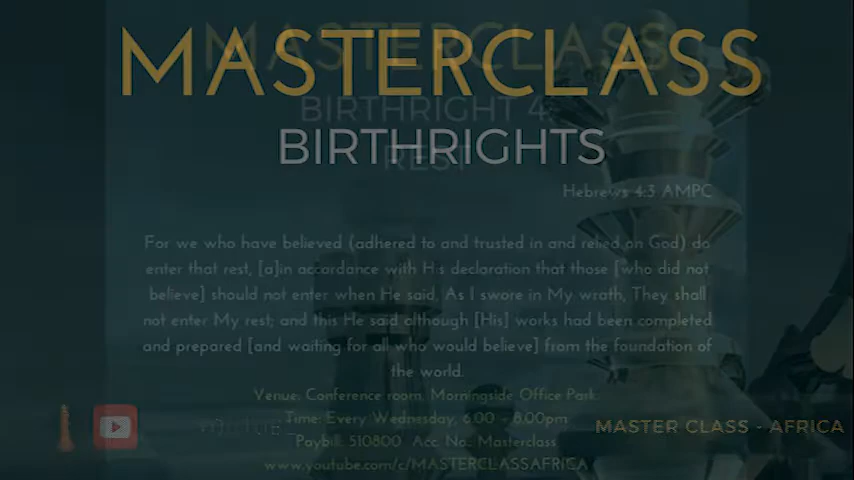 MASTERCLASS
MASTERCLASS
BIRTHRIGHT 4
BIRTHRIGHTS
REST
Hebrews 4:3 AMPC
For we who have believed (adhered to and trusted in and relied on God) do
enter that rest, [a]in accordance with His declaration that those [who did not
believe] should not enter when He said, As I swore in My wrath, They shall
not enter My rest; and this He said although [His] works had been completed
and prepared [and waiting for all who would believe] from the foundation of
the world.
Venue: Conference room, Morningside Office Park
Time: Every Wednesday, 6:00 - 8:00pm
MASTER CLASS - AFRICA
Paybill: 510800 Acc. No.: Masterclass
www.youtube.com/c/MASTERCLASSAFRICA